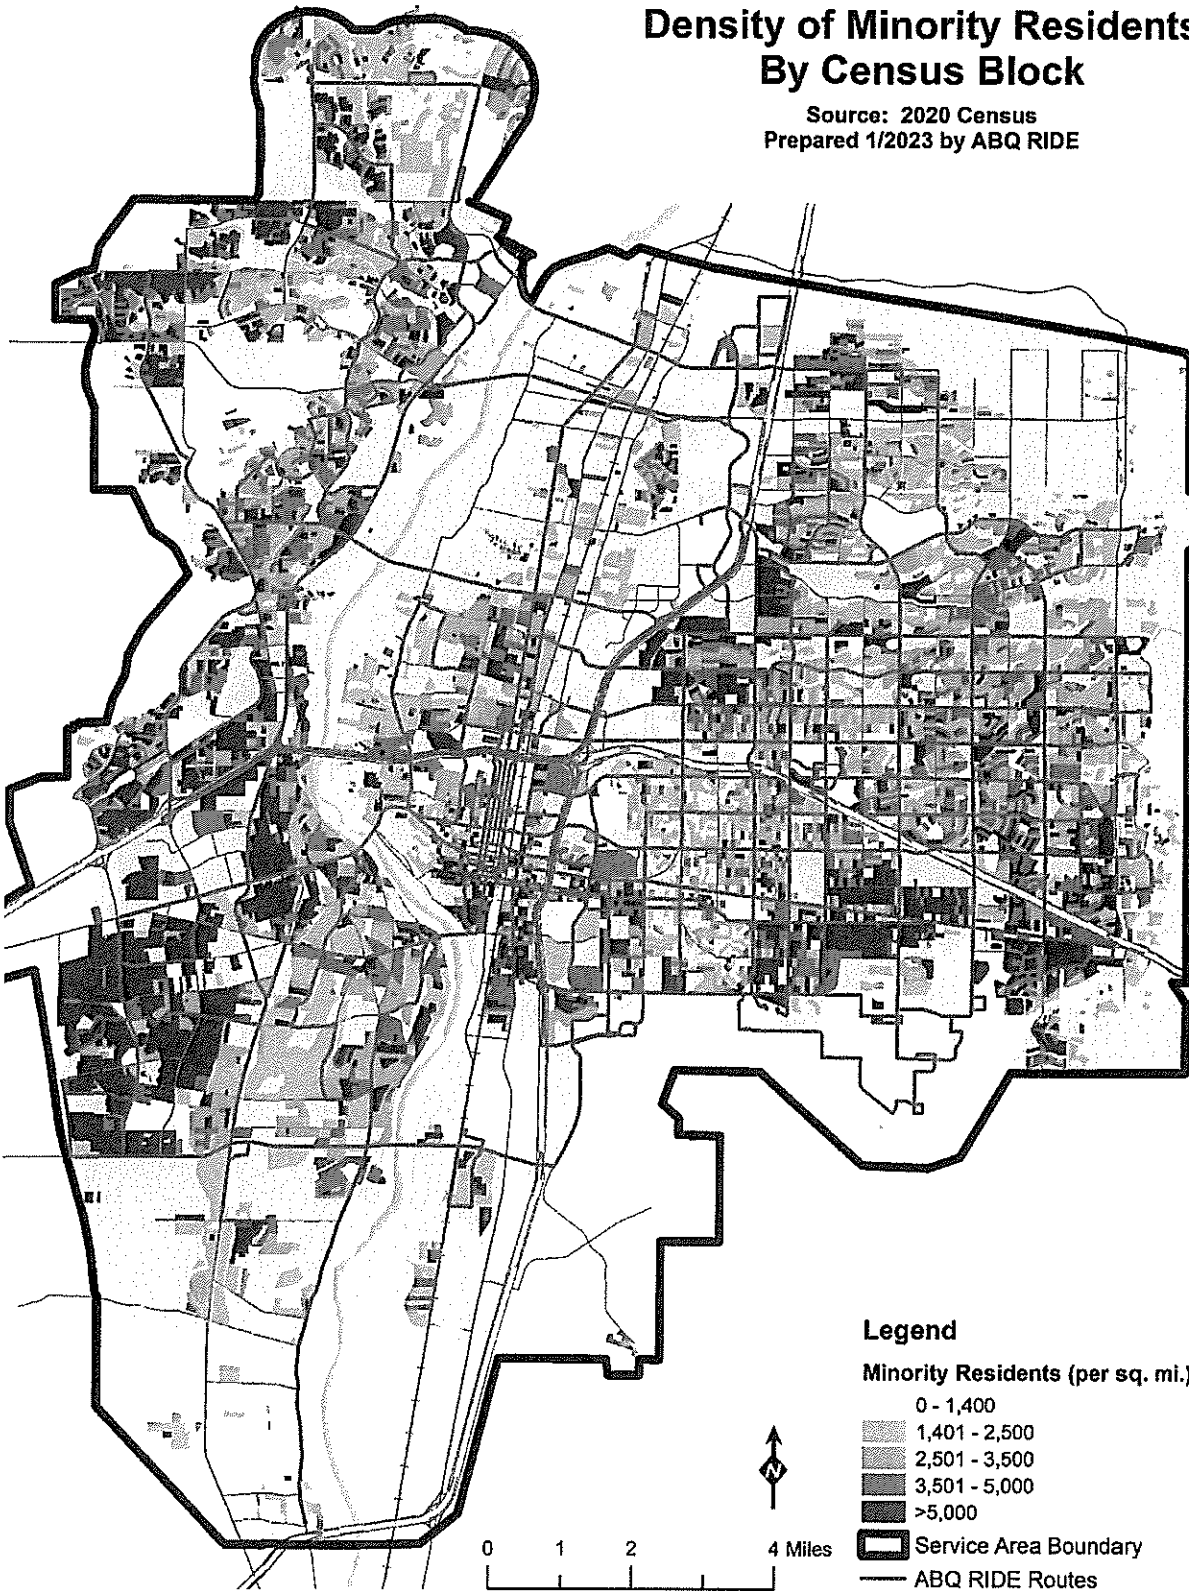 Density of Minority Residents
By Census Block
Source: 2020 Census
Prepared 1/2023 by ABQ RIDE
Legend
Minority Residents (per sq. mi.)
0 - 1,400
1,401 - 2,500
2,501 - 3,500
3,501 - 5,000
>5,000
Service Area Boundary
ABQ RIDE Routes
N
0 1 2 4 Miles